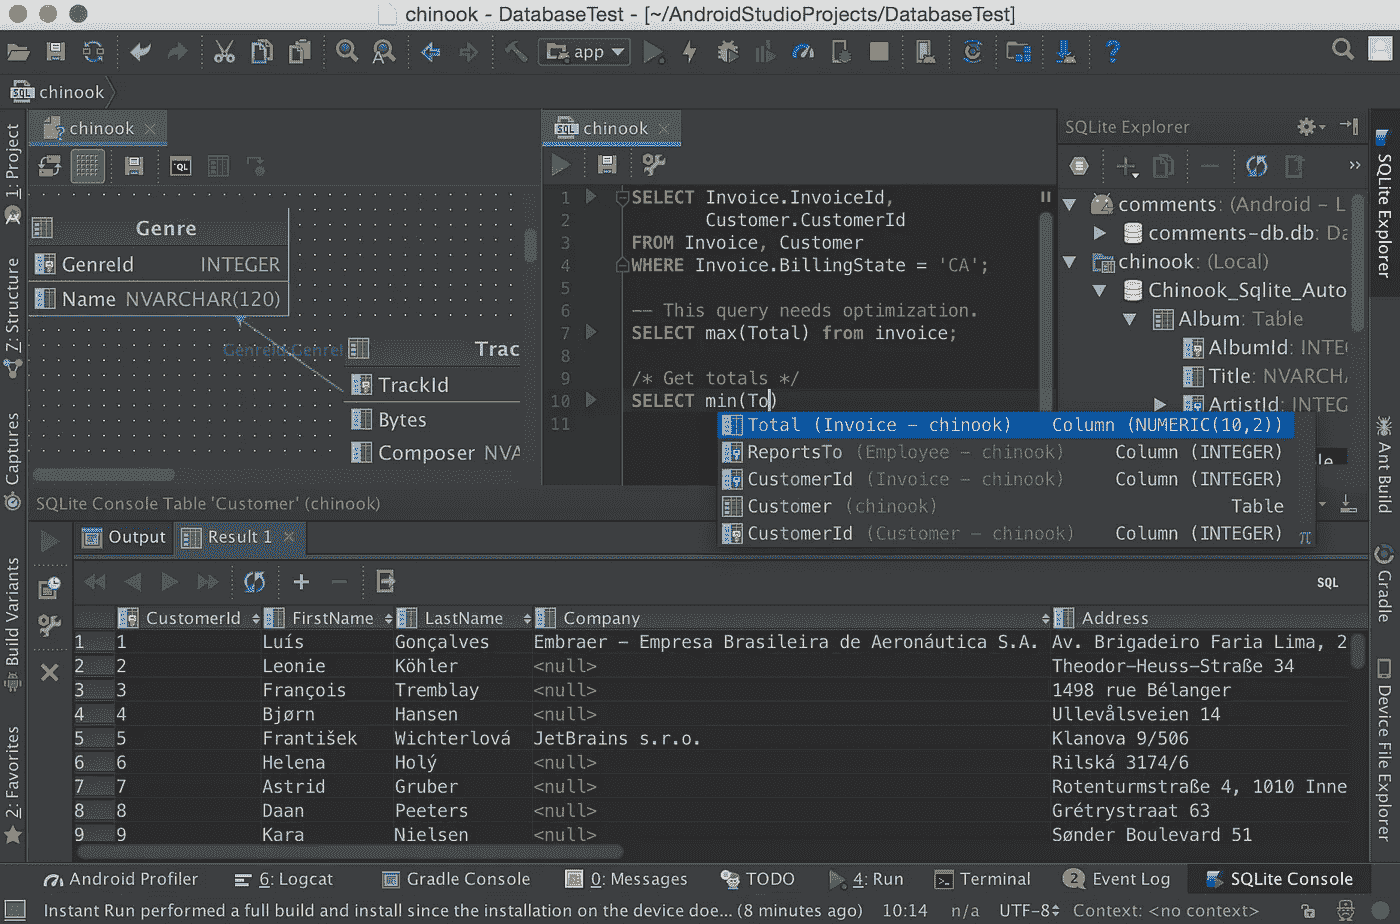 chinook - DatabaseTest - [~/AndroidStudioProjects/DatabaseTest]
app
chinook
1: Project
Z: Structure
Captures
Build Variants
2: Favorites
chinook
QL
Genre
GenreId INTEGER
Name NVARCHAR(120)
Trac
TrackId
Bytes
Composer NVA
chinook
1 SELECT Invoice.InvoiceId,
2 Customer.CustomerId
3 FROM Invoice, Customer
4 WHERE Invoice.BillingState = 'CA';
5
6 -- This query needs optimization.
7 SELECT max(Total) from invoice;
8
9 /* Get totals */
10 SELECT min(To)
11
Total (Invoice - chinook) Column (NUMERIC(10,2))
ReportsTo (Employee - chinook) Column (INTEGER)
CustomerId (Invoice - chinook) Column (INTEGER)
Customer (chinook) Table
CustomerId (Customer - chinook) Column (INTEGER)
π
SQLite Explorer
comments: (Android - L
comments-db.db: Da
chinook: (Local)
Chinook_Sqlite_Auto
Album: Table
AlbumId: INTE
Title: NVARCHA
ArtistId: INTEG
SQLite Explorer
Ant Build
Gradle
Device File Explorer
SQLite Console Table 'Customer' (chinook)
Output Result 1
SQL
CustomerId FirstName LastName Company Address
1 1 Luís Gonçalves Embraer - Empresa Brasileira de Aeronáutica S.A. Av. Brigadeiro Faria Lima, 2
2 2 Leonie Köhler <null> Theodor-Heuss-Straße 34
3 3 François Tremblay <null> 1498 rue Bélanger
4 4 Bjørn Hansen <null> Ullevålsveien 14
5 5 František Wichterlová JetBrains s.r.o. Klanova 9/506
6 6 Helena Holý <null> Rilská 3174/6
7 7 Astrid Gruber <null> Rotenturmstraße 4, 1010 Inne
8 8 Daan Peeters <null> Grétrystraat 63
9 9 Kara Nielsen <null> Sønder Boulevard 51
Android Profiler 6: Logcat Gradle Console 0: Messages TODO 4: Run Terminal 2 Event Log SQLite Console
Instant Run performed a full build and install since the installation on the device doe... (8 minutes ago) 10:14 n/a UTF-8 Context: <no context>